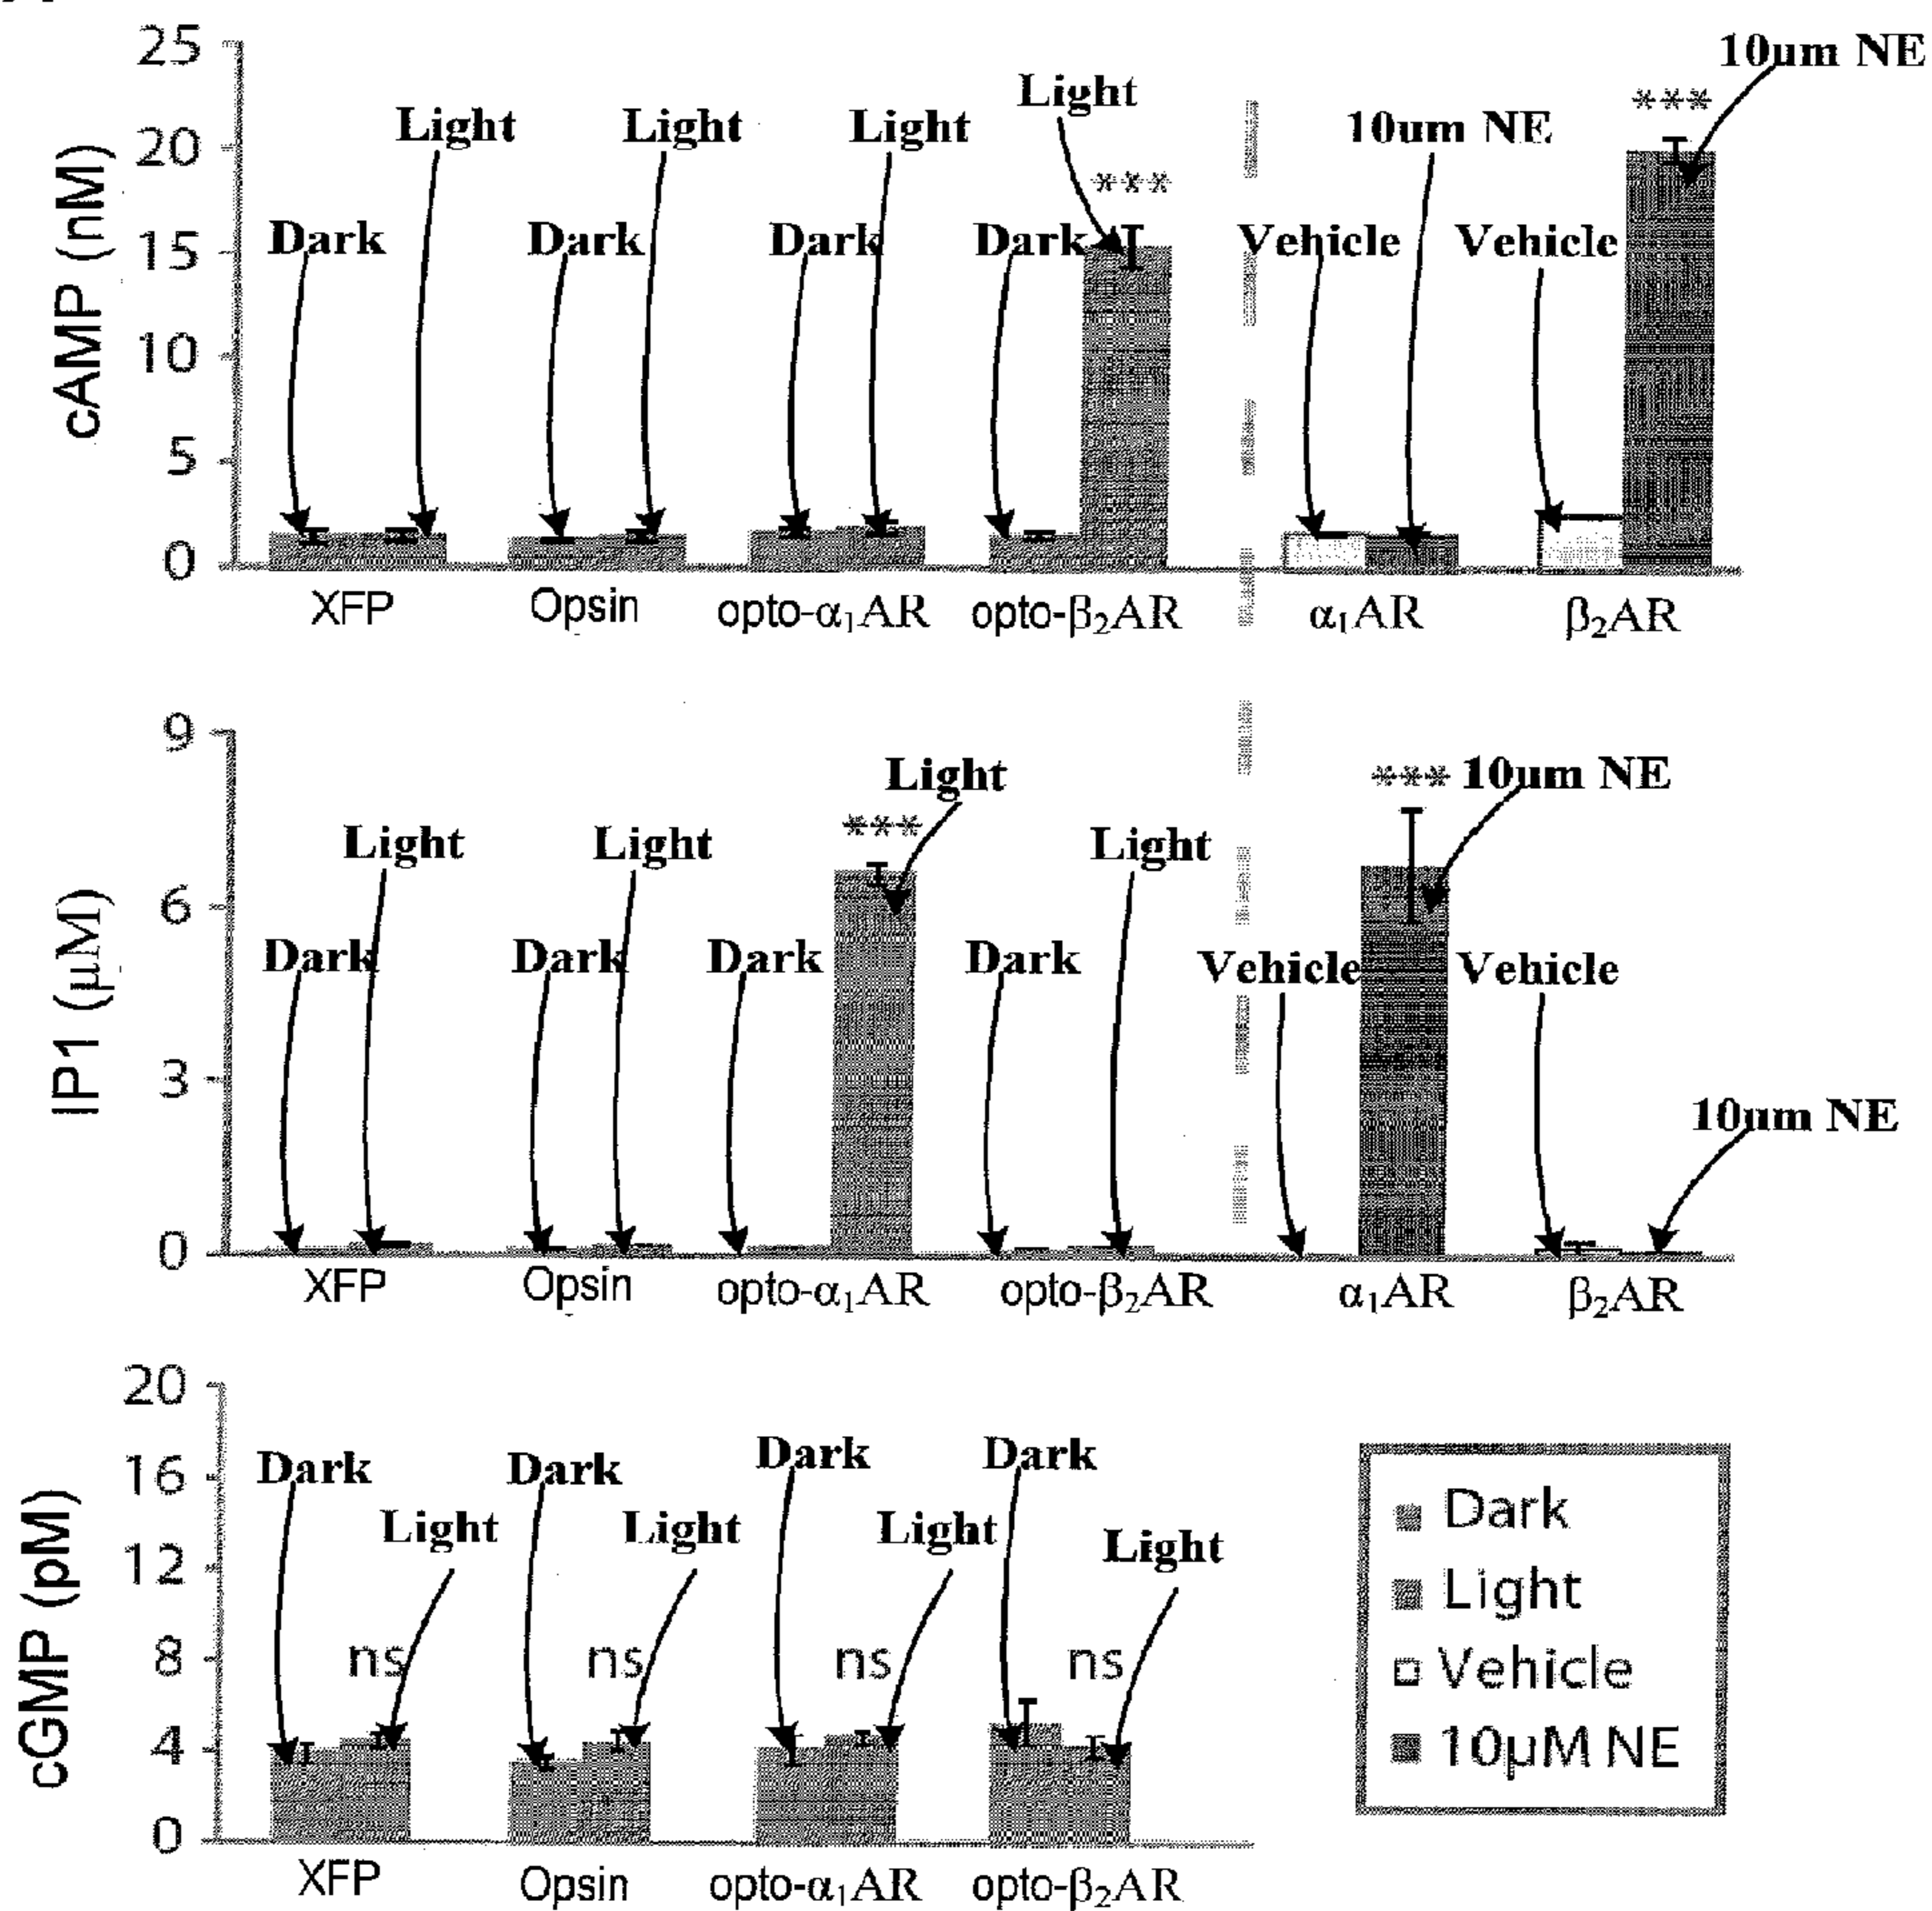 25
10um NE
Light
***
Light
Light
Light
10um NE
20
***
Dark
Dark
Dark
Dark
Vehicle
Vehicle
15
cAMP (nM)
10
5
0
XFP
Opsin
opto-α₁AR
opto-β₂AR
α₁AR
β₂AR
9
Light
***
10um NE
***
Light
Light
Light
6
Dark
Dark
Dark
Dark
Vehicle
Vehicle
IP1 (μM)
3
10um NE
0
XFP
Opsin
opto-α₁AR
opto-β₂AR
α₁AR
β₂AR
20
Dark
Dark
Dark
Dark
16
Light
Light
Light
Light
12
cGMP (pM)
8
ns
ns
ns
ns
4
0
XFP
Opsin
opto-α₁AR
opto-β₂AR
Dark
Light
Vehicle
10μM NE